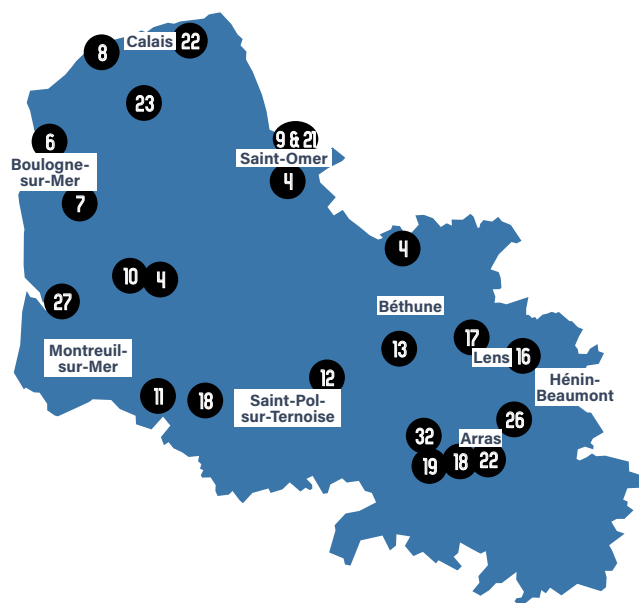 Calais
22
8
23
6
9 & 21
Saint-Omer
Boulogne-
sur-Mer
4
7
4
10
4
27
Béthune
17
13
Lens
16
Montreuil-
sur-Mer
12
Hénin-
Beaumont
11
18
Saint-Pol-
sur-Ternoise
26
32
Arras
19
18
22